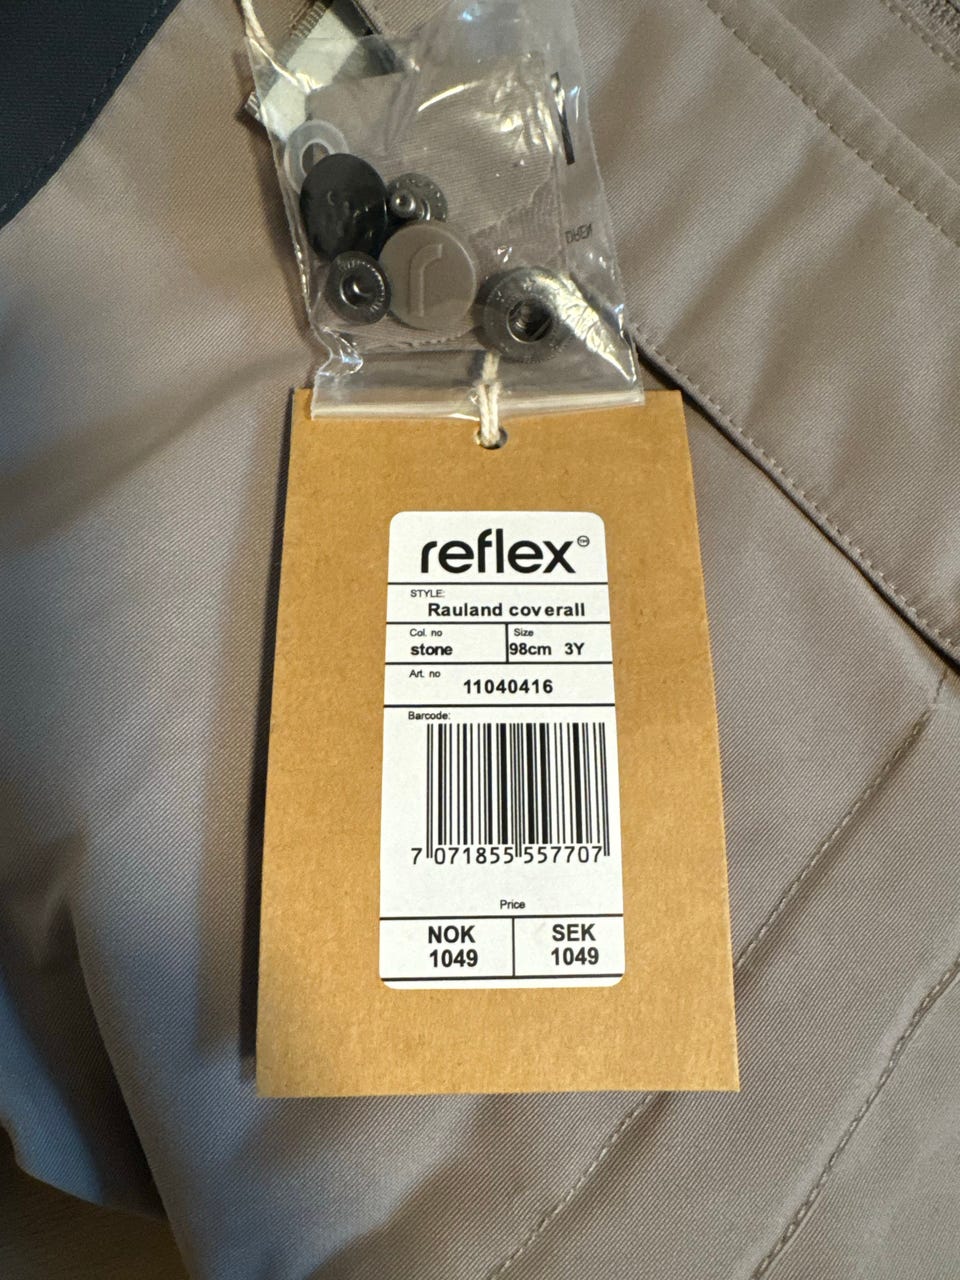 reflex™
STYLE:
Rauland coverall
Col. no
stone
Size
98cm 3Y
Art. no
11040416
Barcode:
7 071855 557707
Price
NOK
1049
SEK
1049